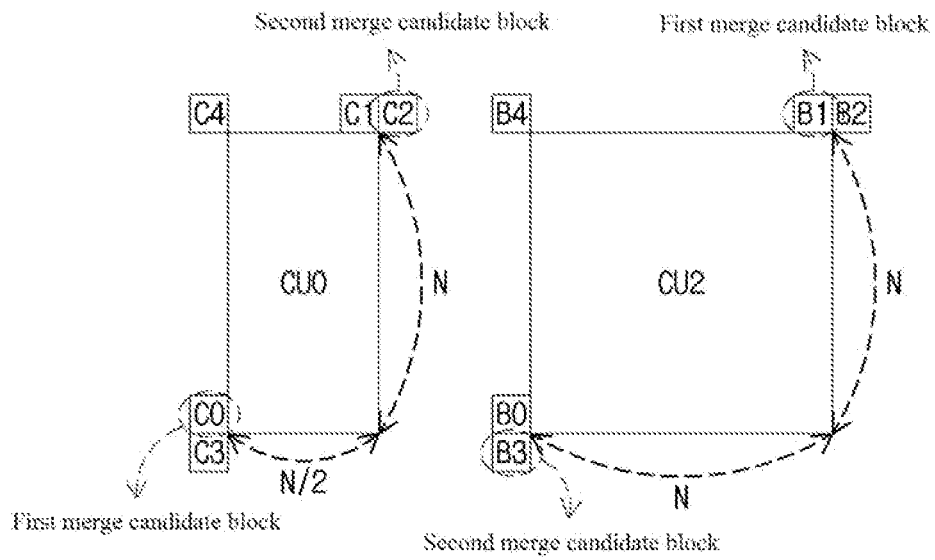 Second merge candidate block
First merge candidate block
C4 C1 C2 B4 B1 B2
CU0 N CU2 N
C0 B0
C3 B3
N/2 N
First merge candidate block
Second merge candidate block